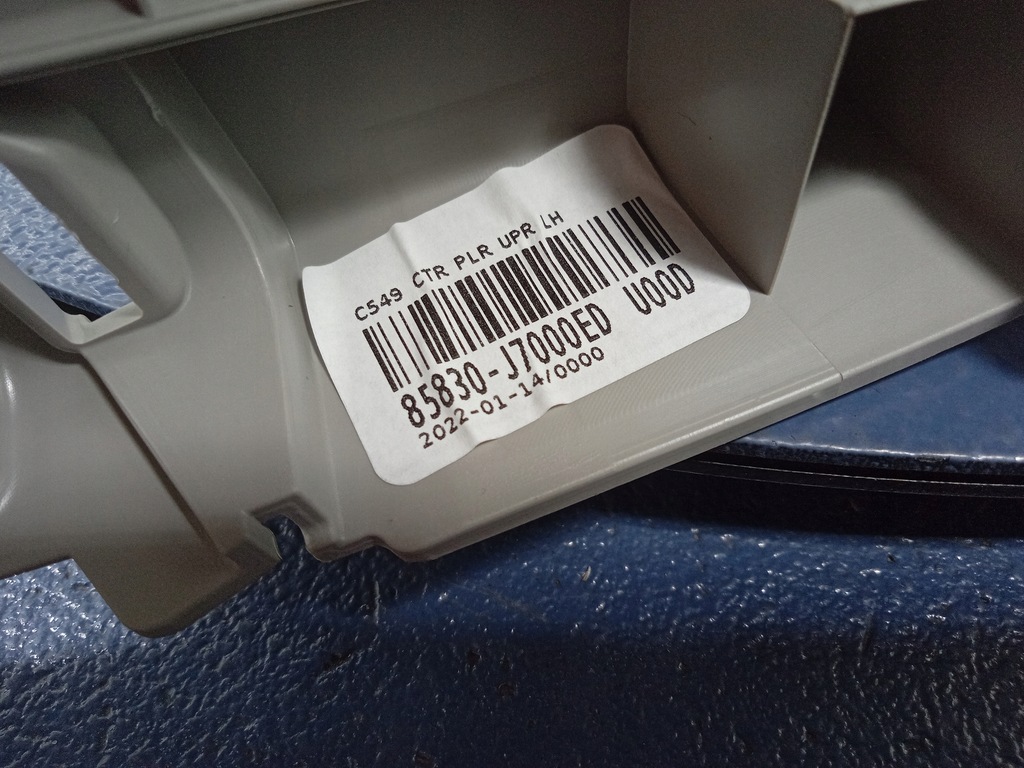 C549 CTR PLR UPR LH
85830-J7000ED U00D
2022-01-14/0000